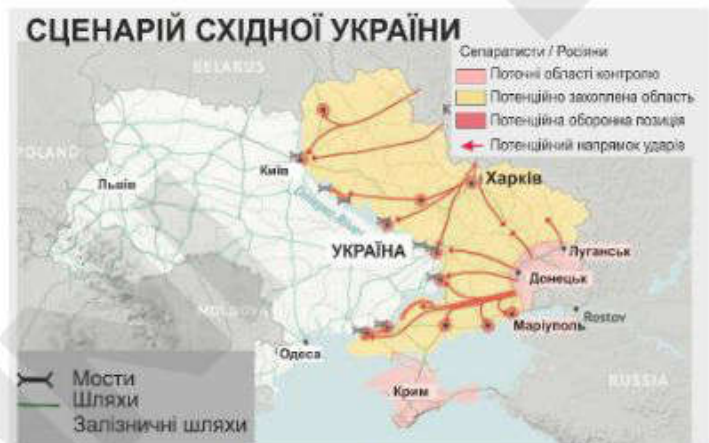 СЦЕНАРІЙ СХІДНОЇ УКРАЇНИ
Сепаратисти / Росіяни
Поточні області контролю
Потенційно захоплена область
Потенційна оборонна позиція
Потенційний напрямок ударів
BELARUS
POLAND
К
Київ
Львів
Харків
УКРАЇНА
Луганськ
Донецьк
Маріуполь
Rostov
MOLDOVA
Одеса
Крим
RUSSIA
Мости
Шляхи
Залізничні шляхи